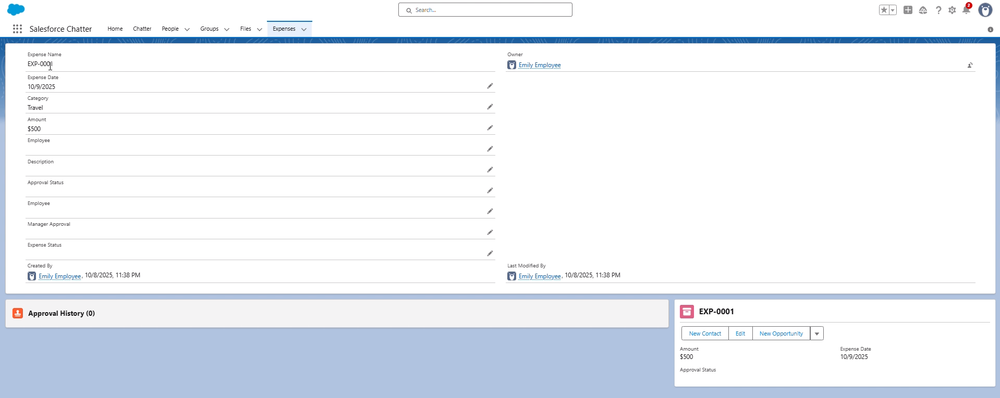 Search...
2
Salesforce Chatter Home Chatter People Groups Files Expenses
Expense Name
EXP-0001
Owner
Emily Employee
Expense Date
10/9/2025
Category
Travel
Amount
$500
Employee
Description
Approval Status
Employee
Manager Approval
Expense Status
Created By
Emily Employee, 10/8/2025, 11:38 PM
Last Modified By
Emily Employee, 10/8/2025, 11:38 PM
Approval History (0)
EXP-0001
New Contact Edit New Opportunity
Amount
$500
Expense Date
10/9/2025
Approval Status